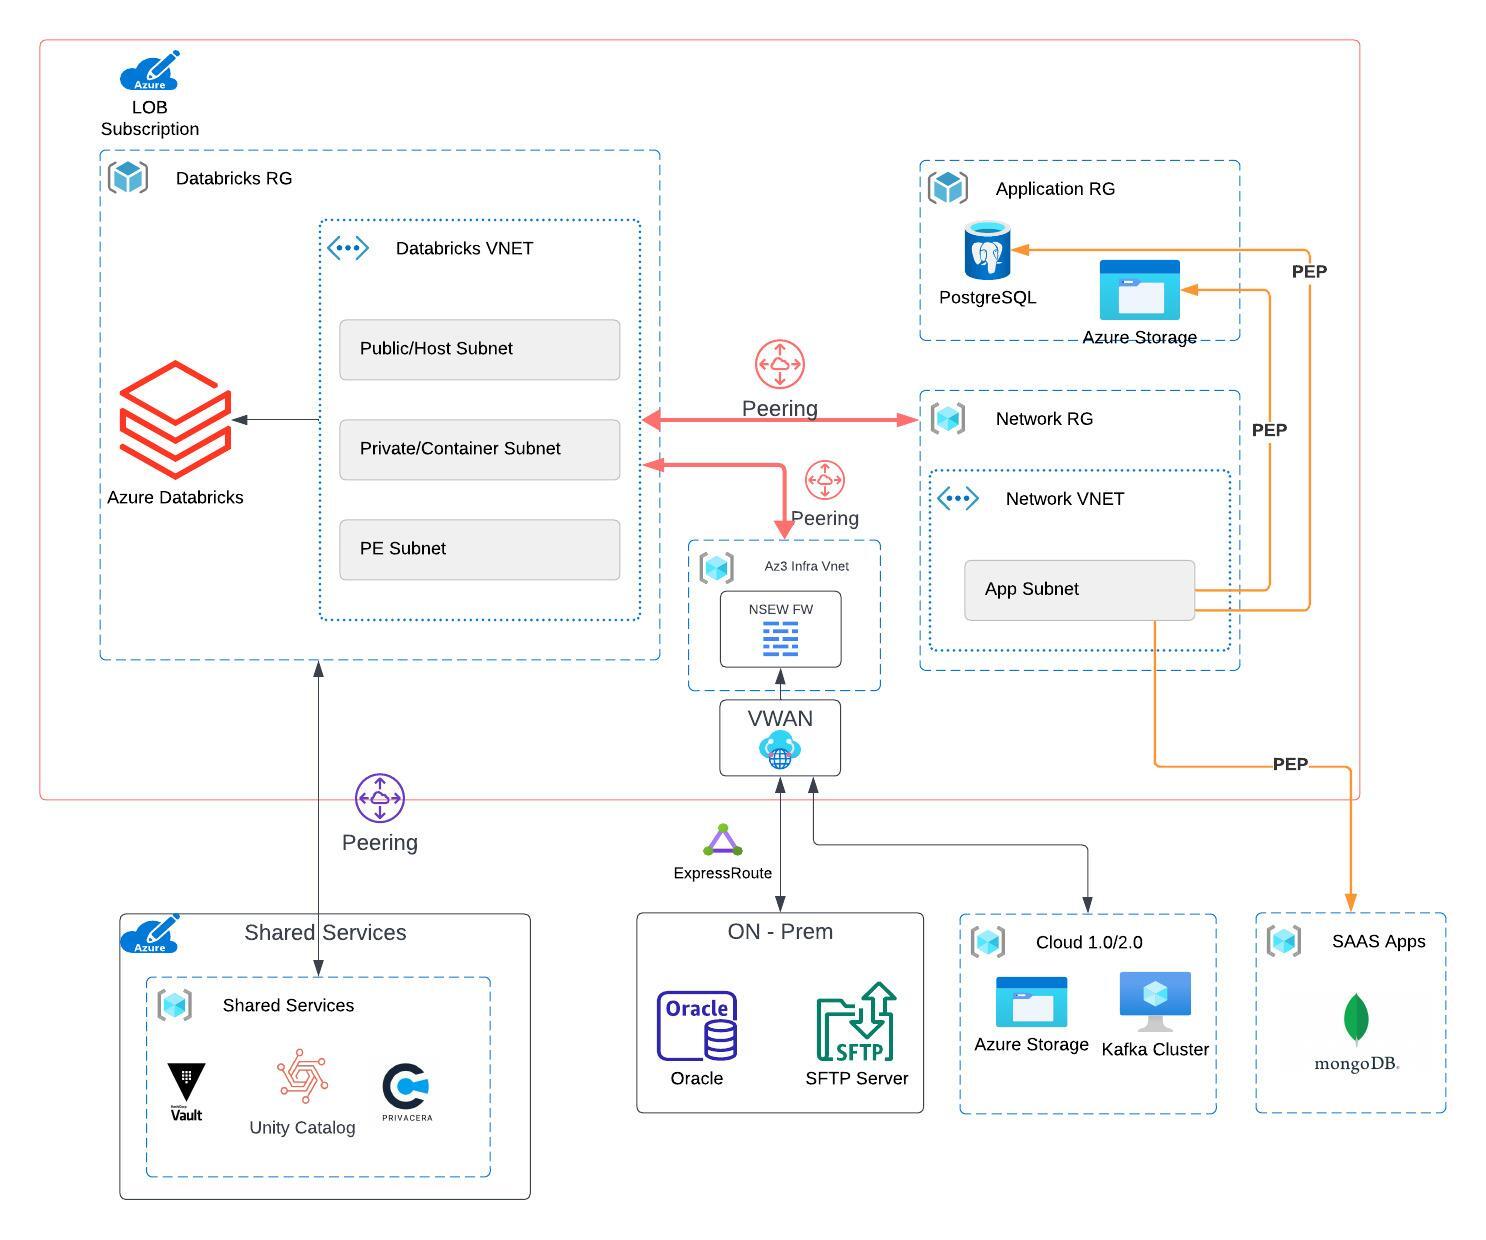 Azure
LOB
Subscription
Databricks RG
Databricks VNET
Public/Host Subnet
Private/Container Subnet
PE Subnet
Azure Databricks
Application RG
PostgreSQL
Azure Storage
PEP
PEP
Peering
Peering
Network RG
Network VNET
App Subnet
Az3 Infra Vnet
NSEW FW
VWAN
PEP
Peering
ExpressRoute
Azure
Shared Services
Shared Services
Vault
Unity Catalog
PRIVACERA
ON - Prem
Oracle
Oracle
SFTP
SFTP Server
Cloud 1.0/2.0
Azure Storage
Kafka Cluster
SAAS Apps
mongoDB